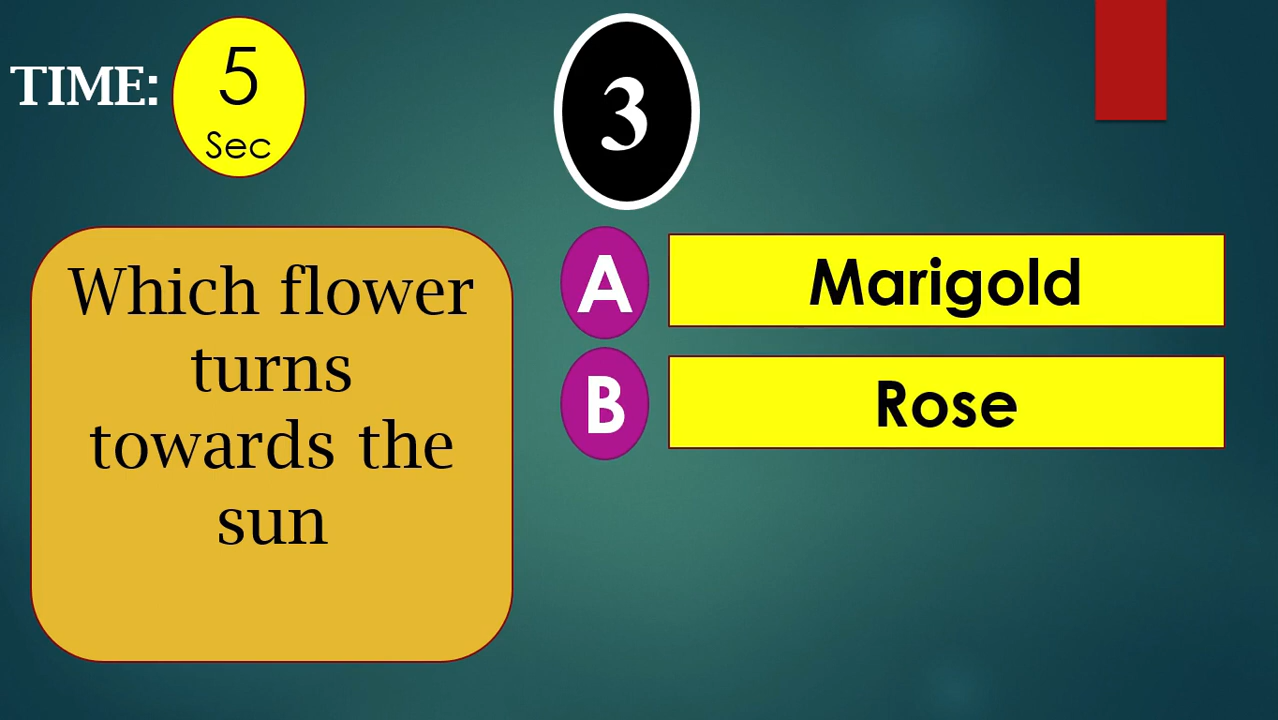 TIME:
5
Sec
3
Which flower
turns
towards the
sun
A
Marigold
B
Rose